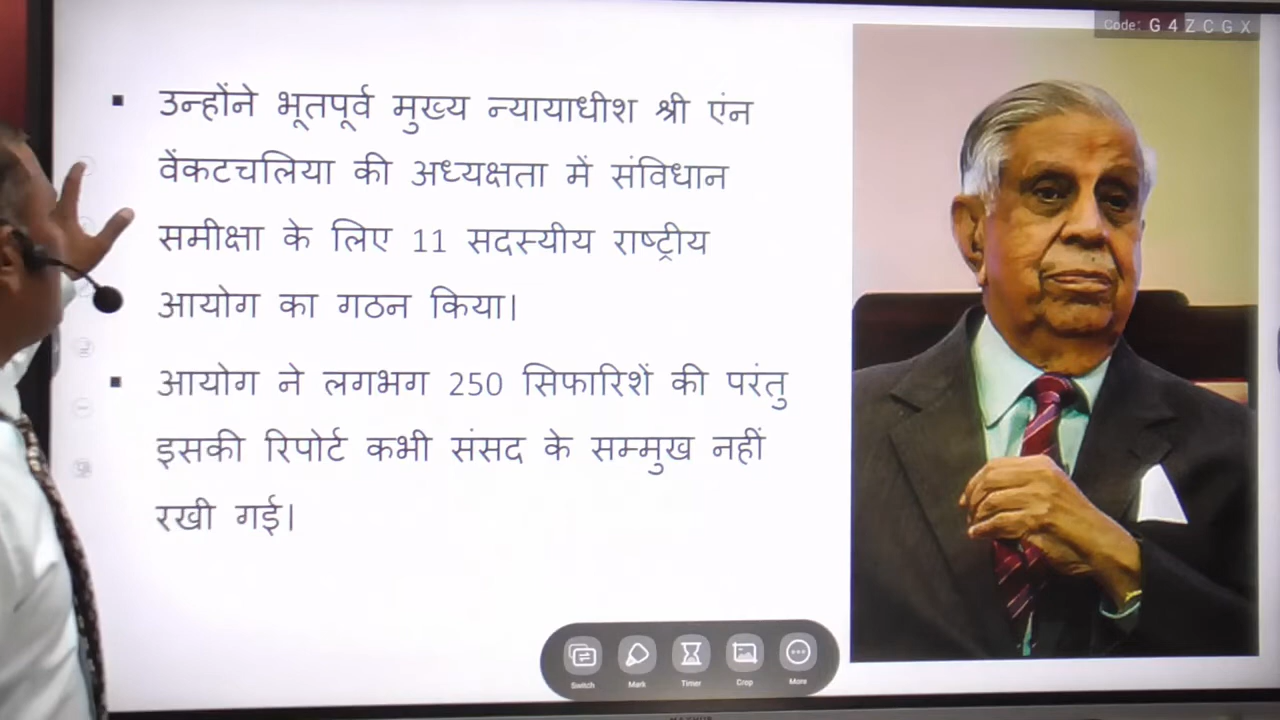 Code: G4ZCGX
▪ उन्होंने भूतपूर्व मुख्य न्यायाधीश श्री एंन
वेंकटचलिया की अध्यक्षता में संविधान
समीक्षा के लिए 11 सदस्यीय राष्ट्रीय
आयोग का गठन किया।
▪ आयोग ने लगभग 250 सिफारिशें की परंतु
इसकी रिपोर्ट कभी संसद के सम्मुख नहीं
रखी गई।
Switch Mark Timer Crop More